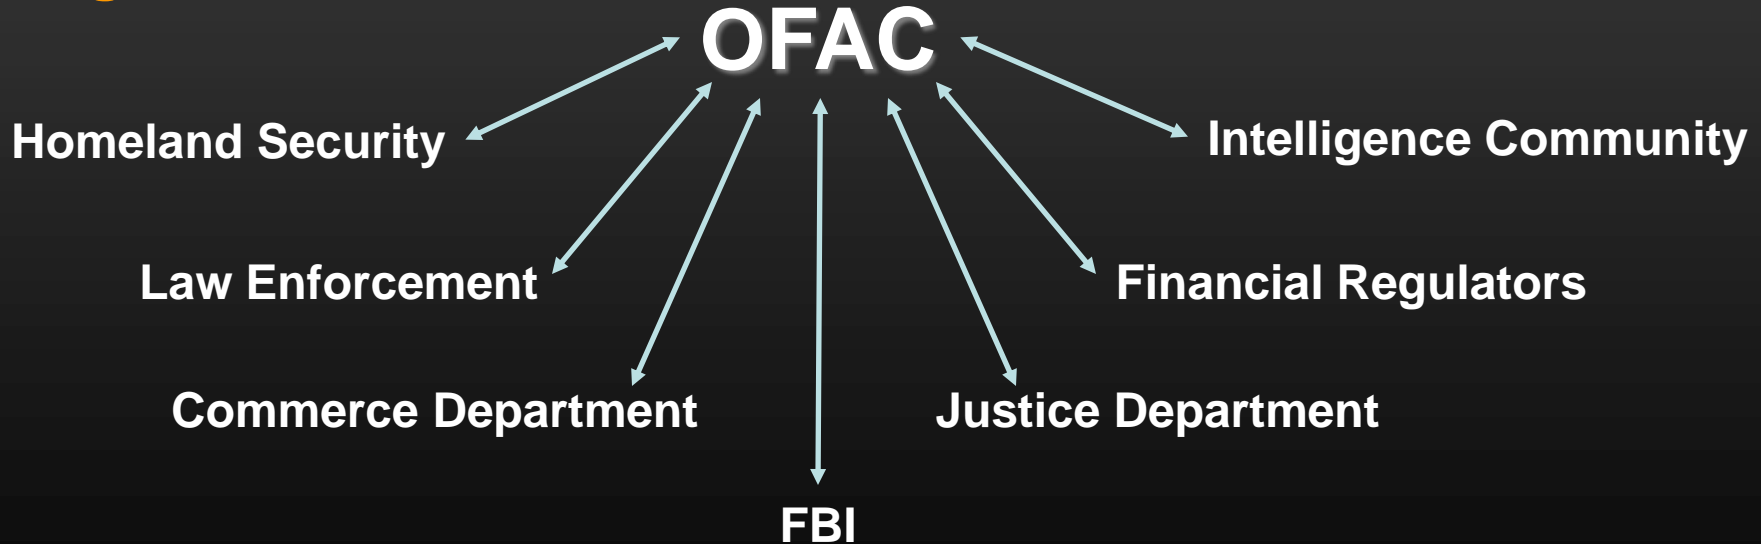 OFAC
Homeland Security
Intelligence Community
Law Enforcement
Financial Regulators
Commerce Department
Justice Department
FBI